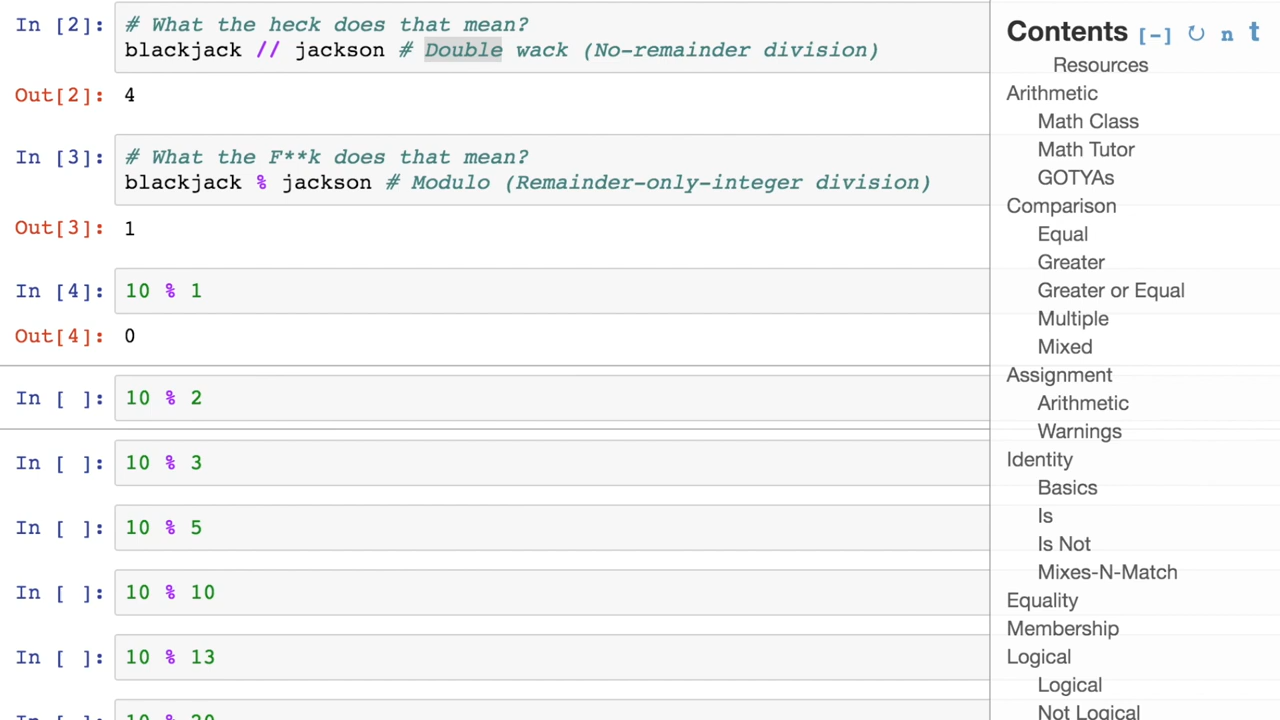 In [2]: # What the heck does that mean?
blackjack // jackson # Double wack (No-remainder division)
Out[2]: 4
In [3]: # What the F**k does that mean?
blackjack % jackson # Modulo (Remainder-only-integer division)
Out[3]: 1
In [4]: 10 % 1
Out[4]: 0
In [ ]: 10 % 2
In [ ]: 10 % 3
In [ ]: 10 % 5
In [ ]: 10 % 10
In [ ]: 10 % 13
In [ ]: 10 % 20
Contents [-] ↻ n t
Resources
Arithmetic
Math Class
Math Tutor
GOTYAs
Comparison
Equal
Greater
Greater or Equal
Multiple
Mixed
Assignment
Arithmetic
Warnings
Identity
Basics
Is
Is Not
Mixes-N-Match
Equality
Membership
Logical
Logical
Not Logical